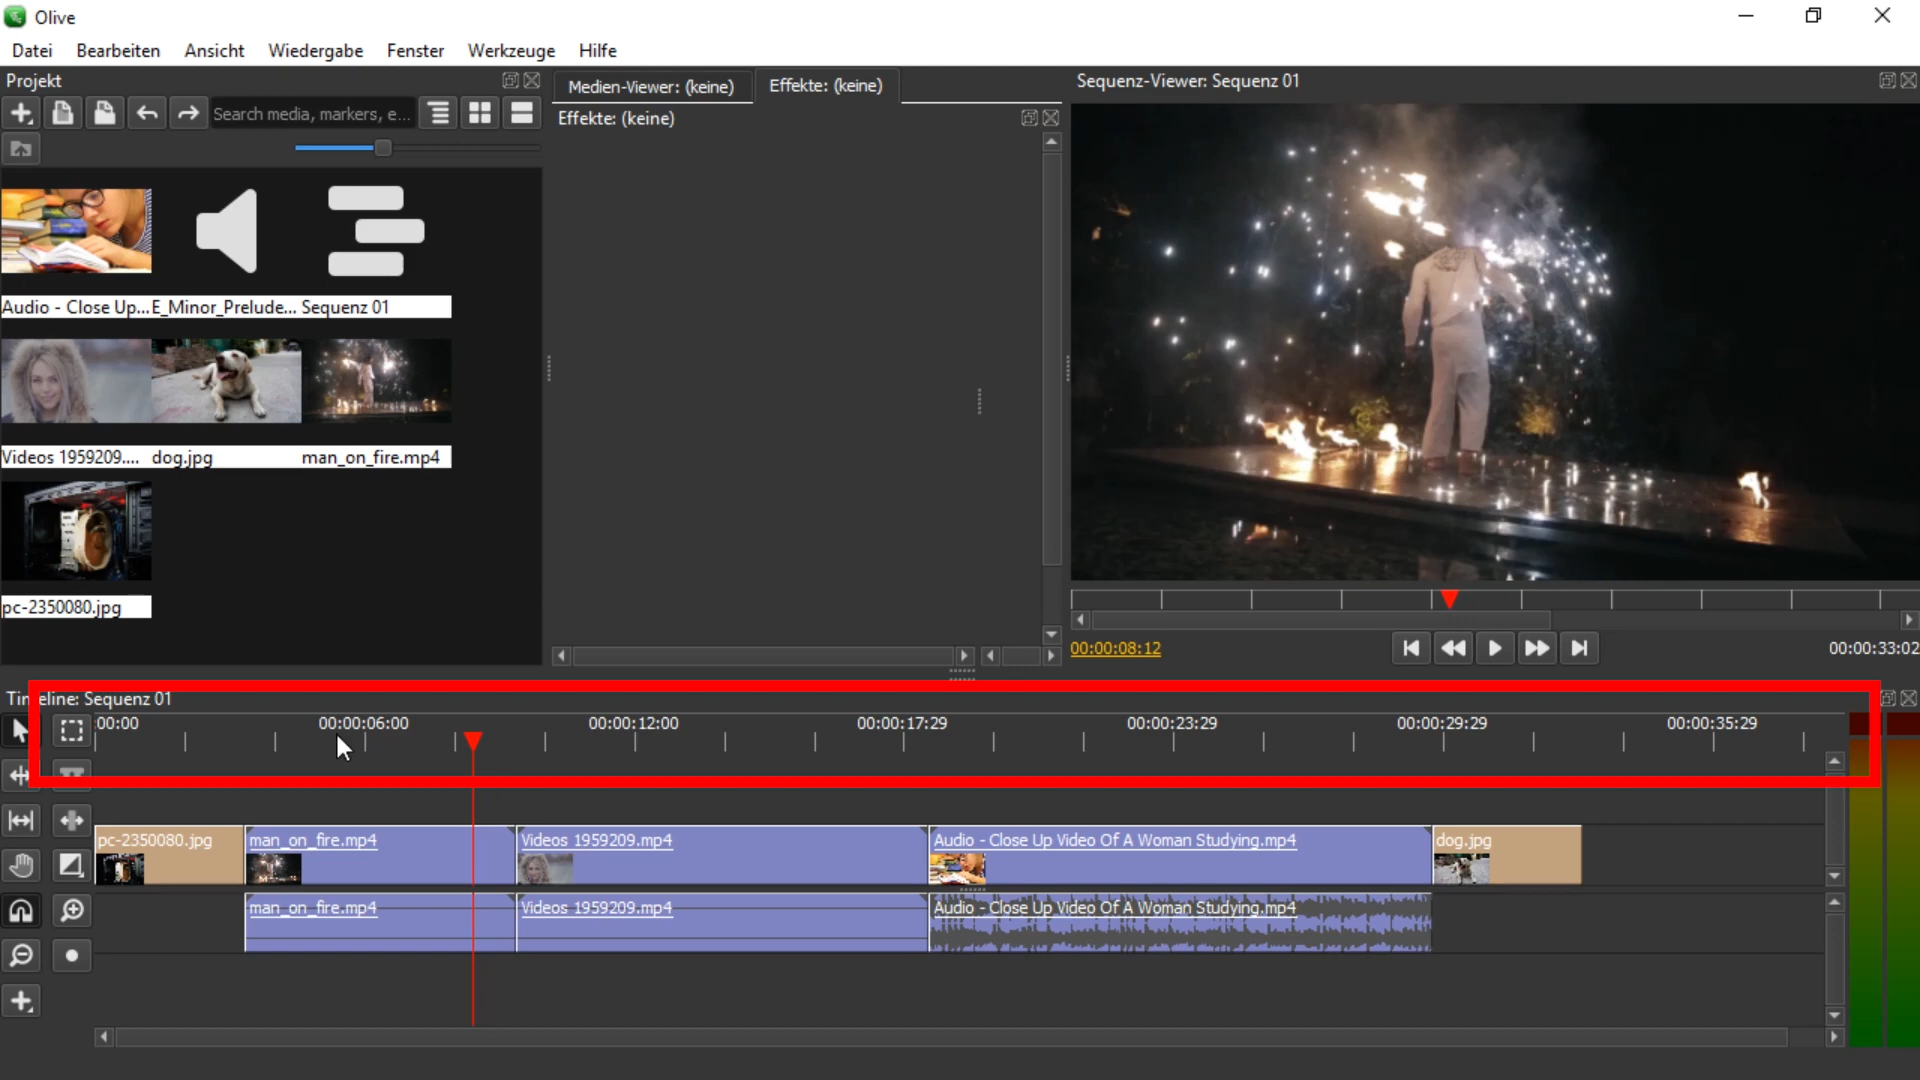 Olive
Datei Bearbeiten Ansicht Wiedergabe Fenster Werkzeuge Hilfe
Projekt
Search media, markers, e...
Audio - Close Up... E_Minor_Prelude... Sequenz 01
Videos 1959209.... dog.jpg man_on_fire.mp4
pc-2350080.jpg
Medien-Viewer: (keine) Effekte: (keine)
Effekte: (keine)
Sequenz-Viewer: Sequenz 01
00:00:08:12 00:00:33:02
Timeline: Sequenz 01
:00:00 00:00:06:00 00:00:12:00 00:00:17:29 00:00:23:29 00:00:29:29 00:00:35:29
pc-2350080.jpg man_on_fire.mp4 Videos 1959209.mp4 Audio - Close Up Video Of A Woman Studying.mp4 dog.jpg
man_on_fire.mp4 Videos 1959209.mp4 Audio - Close Up Video Of A Woman Studying.mp4